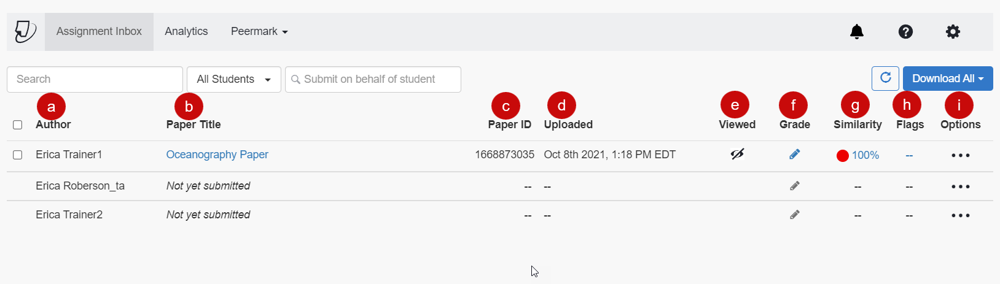 Assignment Inbox Analytics Peermark
Search All Students Submit on behalf of student Download All
a b c d e f g h i
Author Paper Title Paper ID Uploaded Viewed Grade Similarity Flags Options
Erica Trainer1 Oceanography Paper 1668873035 Oct 8th 2021, 1:18 PM EDT 100% --
Erica Roberson_ta Not yet submitted -- -- -- --
Erica Trainer2 Not yet submitted -- -- -- --